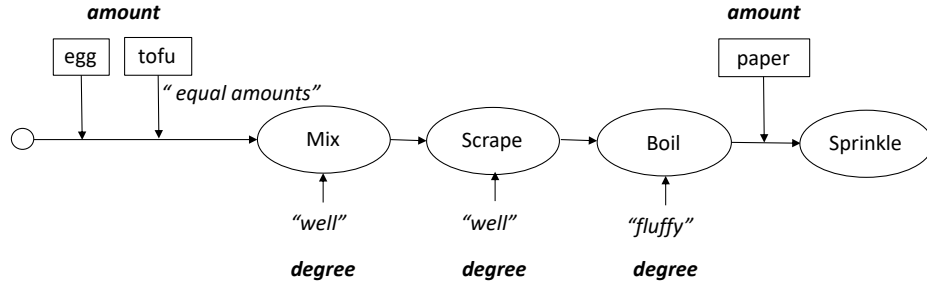 amount
amount
egg
tofu
paper
“ equal amounts”
Mix
Scrape
Boil
Sprinkle
“well”
“well”
“fluffy”
degree
degree
degree